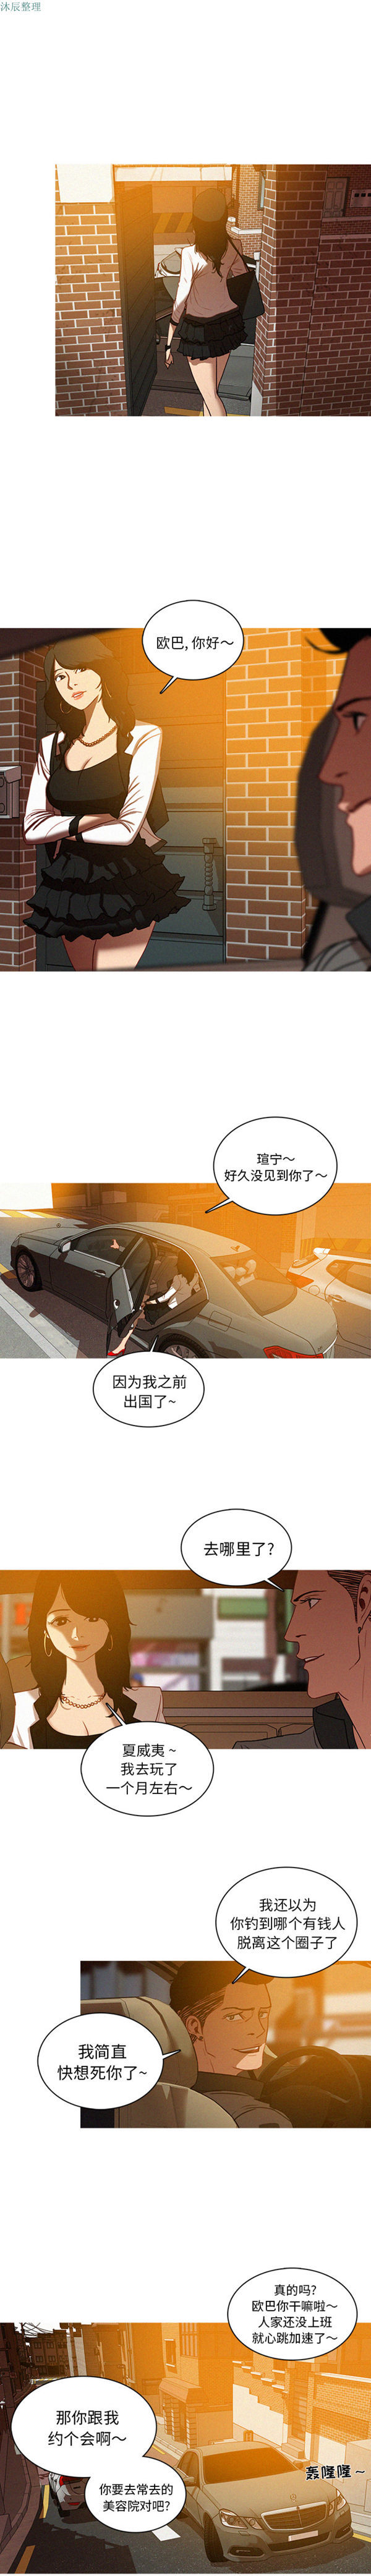 沐辰整理
欧巴,你好～
瑄宁～
好久没见到你了～
因为我之前
出国了~
去哪里了?
夏威夷~
我去玩了
一个月左右～
我还以为
你钓到哪个有钱人
脱离这个圈子了
我简直
快想死你了~
真的吗?
欧巴你干嘛啦～
人家还没上班
就心跳加速了～
那你跟我
约个会啊～
你要去常去的
美容院对吧?
轰隆隆~